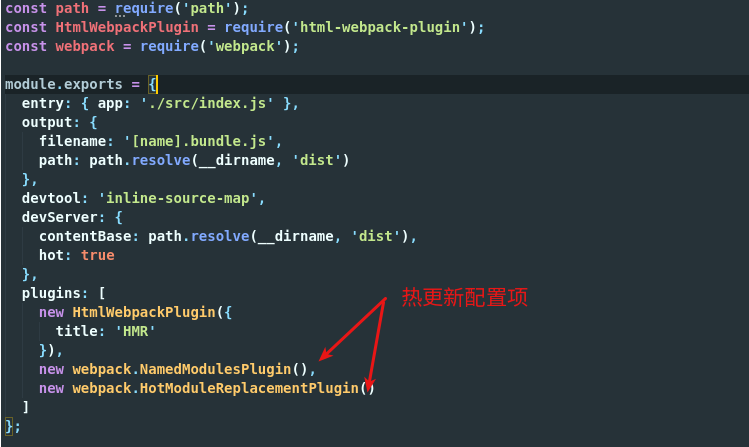 const path = require('path');
const HtmlWebpackPlugin = require('html-webpack-plugin');
const webpack = require('webpack');
module.exports = {
  entry: { app: './src/index.js' },
  output: {
    filename: '[name].bundle.js',
    path: path.resolve(__dirname, 'dist')
  },
  devtool: 'inline-source-map',
  devServer: {
    contentBase: path.resolve(__dirname, 'dist'),
    hot: true
  },
  plugins: [
热更新配置项
    new HtmlWebpackPlugin({
      title: 'HMR'
    }),
    new webpack.NamedModulesPlugin(),
    new webpack.HotModuleReplacementPlugin()
  ]
};